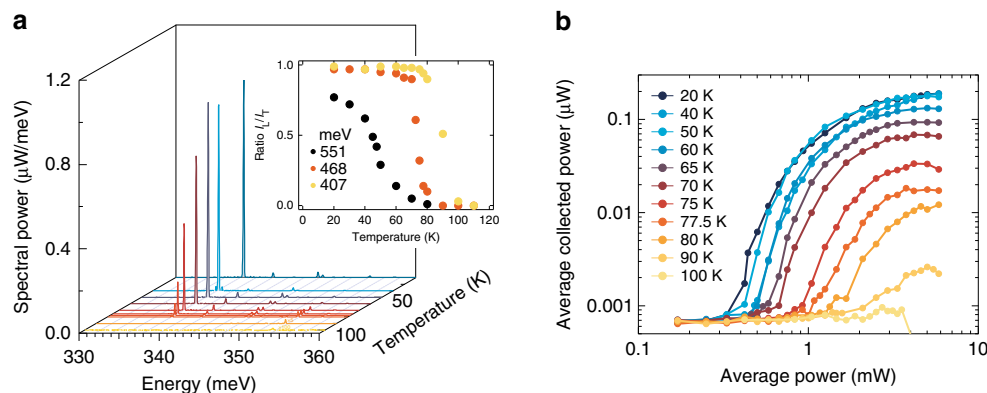 a
Spectral power (μW/meV)
1.2
0.8
0.4
0.0
330
340
350
360
Energy (meV)
50
100
Temperature (K)
Ratio I_L/I_T
1.0
0.5
0.0
meV
551
468
407
0 20 40 60 80 100 120
Temperature (K)
b
Average collected power (μW)
0.1
0.01
0.001
20 K
40 K
50 K
60 K
65 K
70 K
75 K
77.5 K
80 K
90 K
100 K
0.1 1 10
Average power (mW)